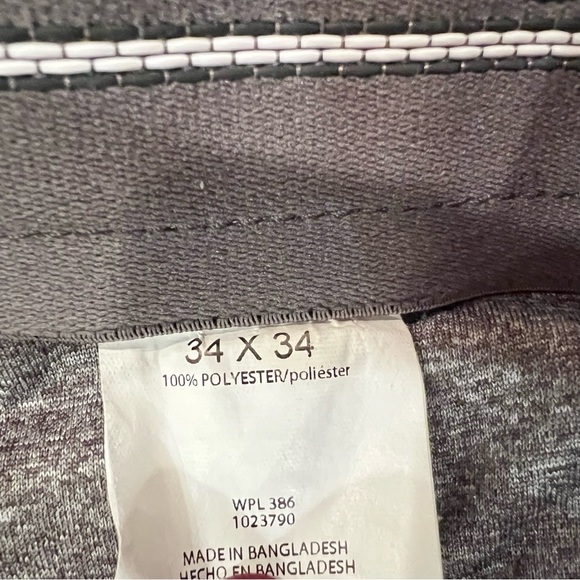 34 X 34
100% POLYESTER/poliéster
WPL 386
1023790
MADE IN BANGLADESH
HECHO EN BANGLADESH